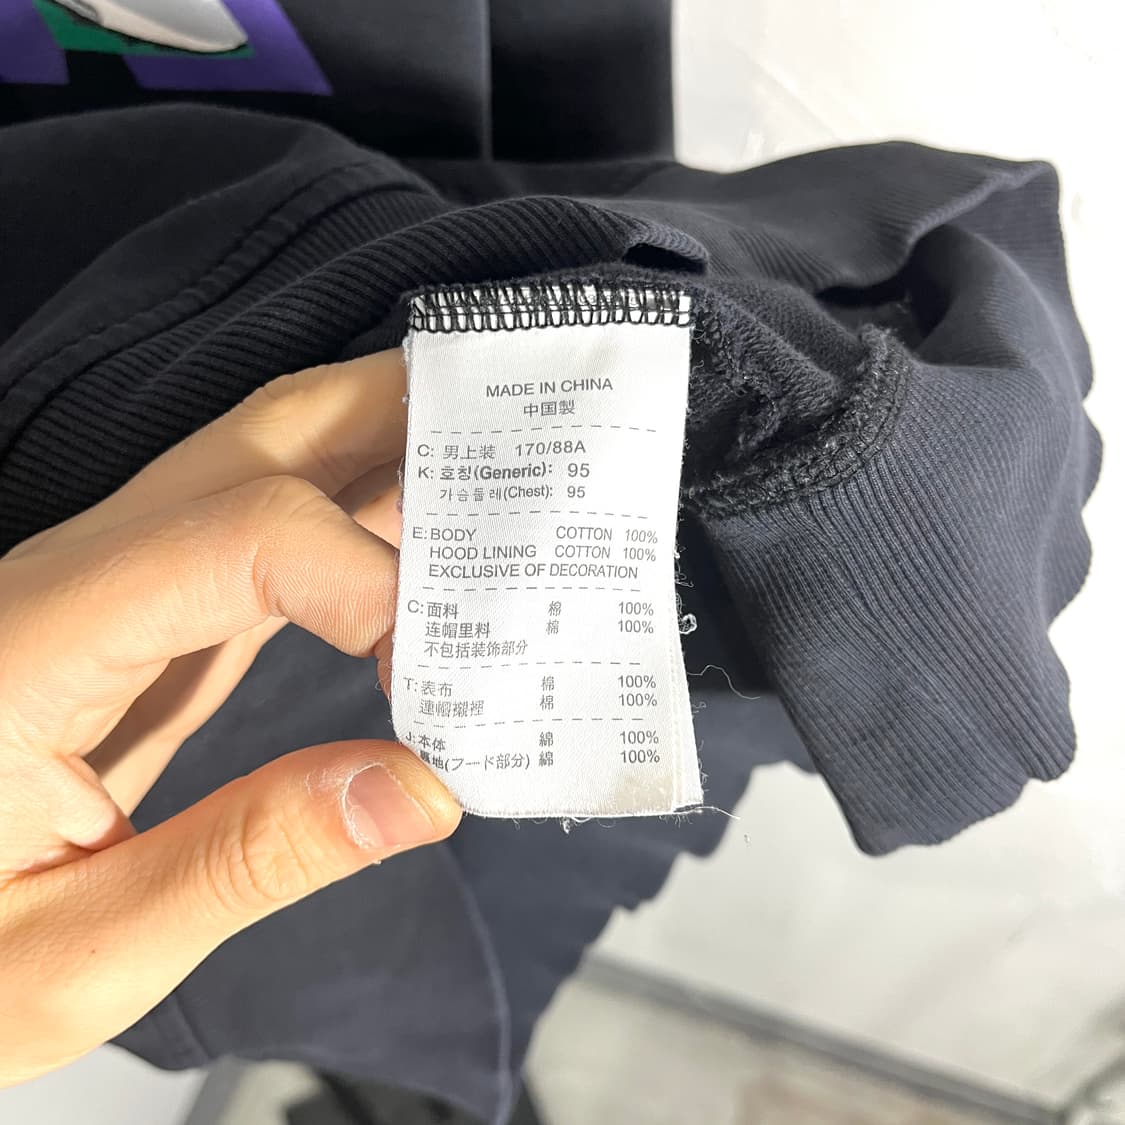 MADE IN CHINA
中国製
C: 男上装 170/88A
K: 호칭(Generic): 95
가슴둘레(Chest): 95
E: BODY COTTON 100%
HOOD LINING COTTON 100%
EXCLUSIVE OF DECORATION
C: 面料 棉 100%
连帽里料 棉 100%
不包括装饰部分
T: 表布 棉 100%
連帽襯裡 棉 100%
J: 本体 綿 100%
裏地(フード部分) 綿 100%